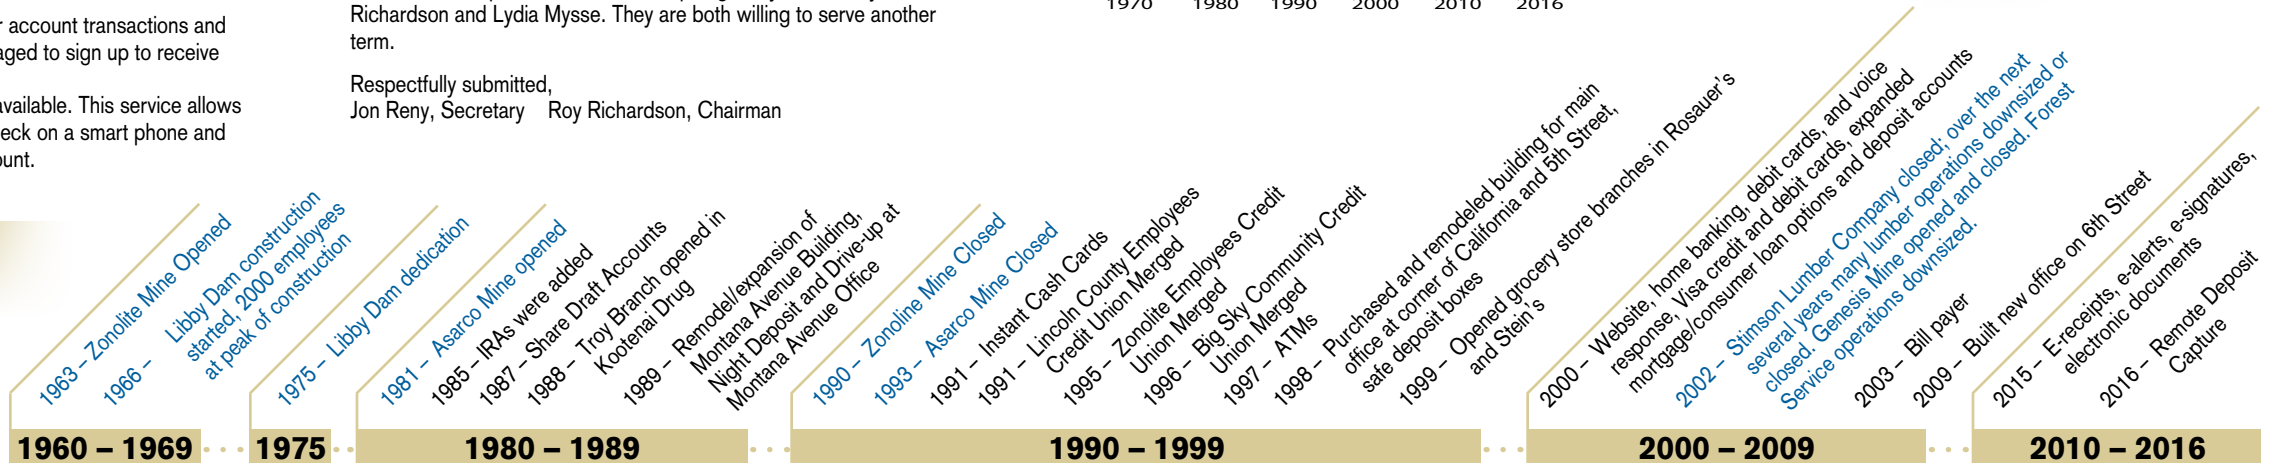 r account transactions and
aged to sign up to receive
available. This service allows
eck on a smart phone and
ount.
Richardson and Lydia Mysse. They are both willing to serve another
term.
Respectfully submitted,
Jon Reny, Secretary Roy Richardson, Chairman
1970 1980 1990 2000 2010 2016
1963 – Zonolite Mine Opened
1966 – Libby Dam construction
started, 2000 employees
at peak of construction
1975 – Libby Dam dedication
1981 – Asarco Mine opened
1985 – IRAs were added
1987 – Share Draft Accounts
1988 – Troy Branch opened in
Kootenai Drug
1989 – Remodel/expansion of
Montana Avenue Building,
Night Deposit and Drive-up at
Montana Avenue Office
1990 – Zonoline Mine Closed
1993 – Asarco Mine Closed
1991 – Instant Cash Cards
1991 – Lincoln County Employees
Credit Union Merged
1995 – Zonolite Employees Credit
Union Merged
1996 – Big Sky Community Credit
Union Merged
1997 – ATMs
1998 – Purchased and remodeled building for main
office at corner of California and 5th Street,
safe deposit boxes
1999 – Opened grocery store branches in Rosauer's
and Stein's
2000 – Website, home banking, debit cards, and voice
response, Visa credit and debit cards, expanded
mortgage/consumer loan options and deposit accounts
2002 – Stimson Lumber Company closed; over the next
several years many lumber operations downsized or
closed. Genesis Mine opened and closed. Forest
Service operations downsized.
2003 – Bill payer
2009 – Built new office on 6th Street
2015 – E-receipts, e-alerts, e-signatures,
electronic documents
2016 – Remote Deposit
Capture
1960 – 1969
1975
1980 – 1989
1990 – 1999
2000 – 2009
2010 – 2016